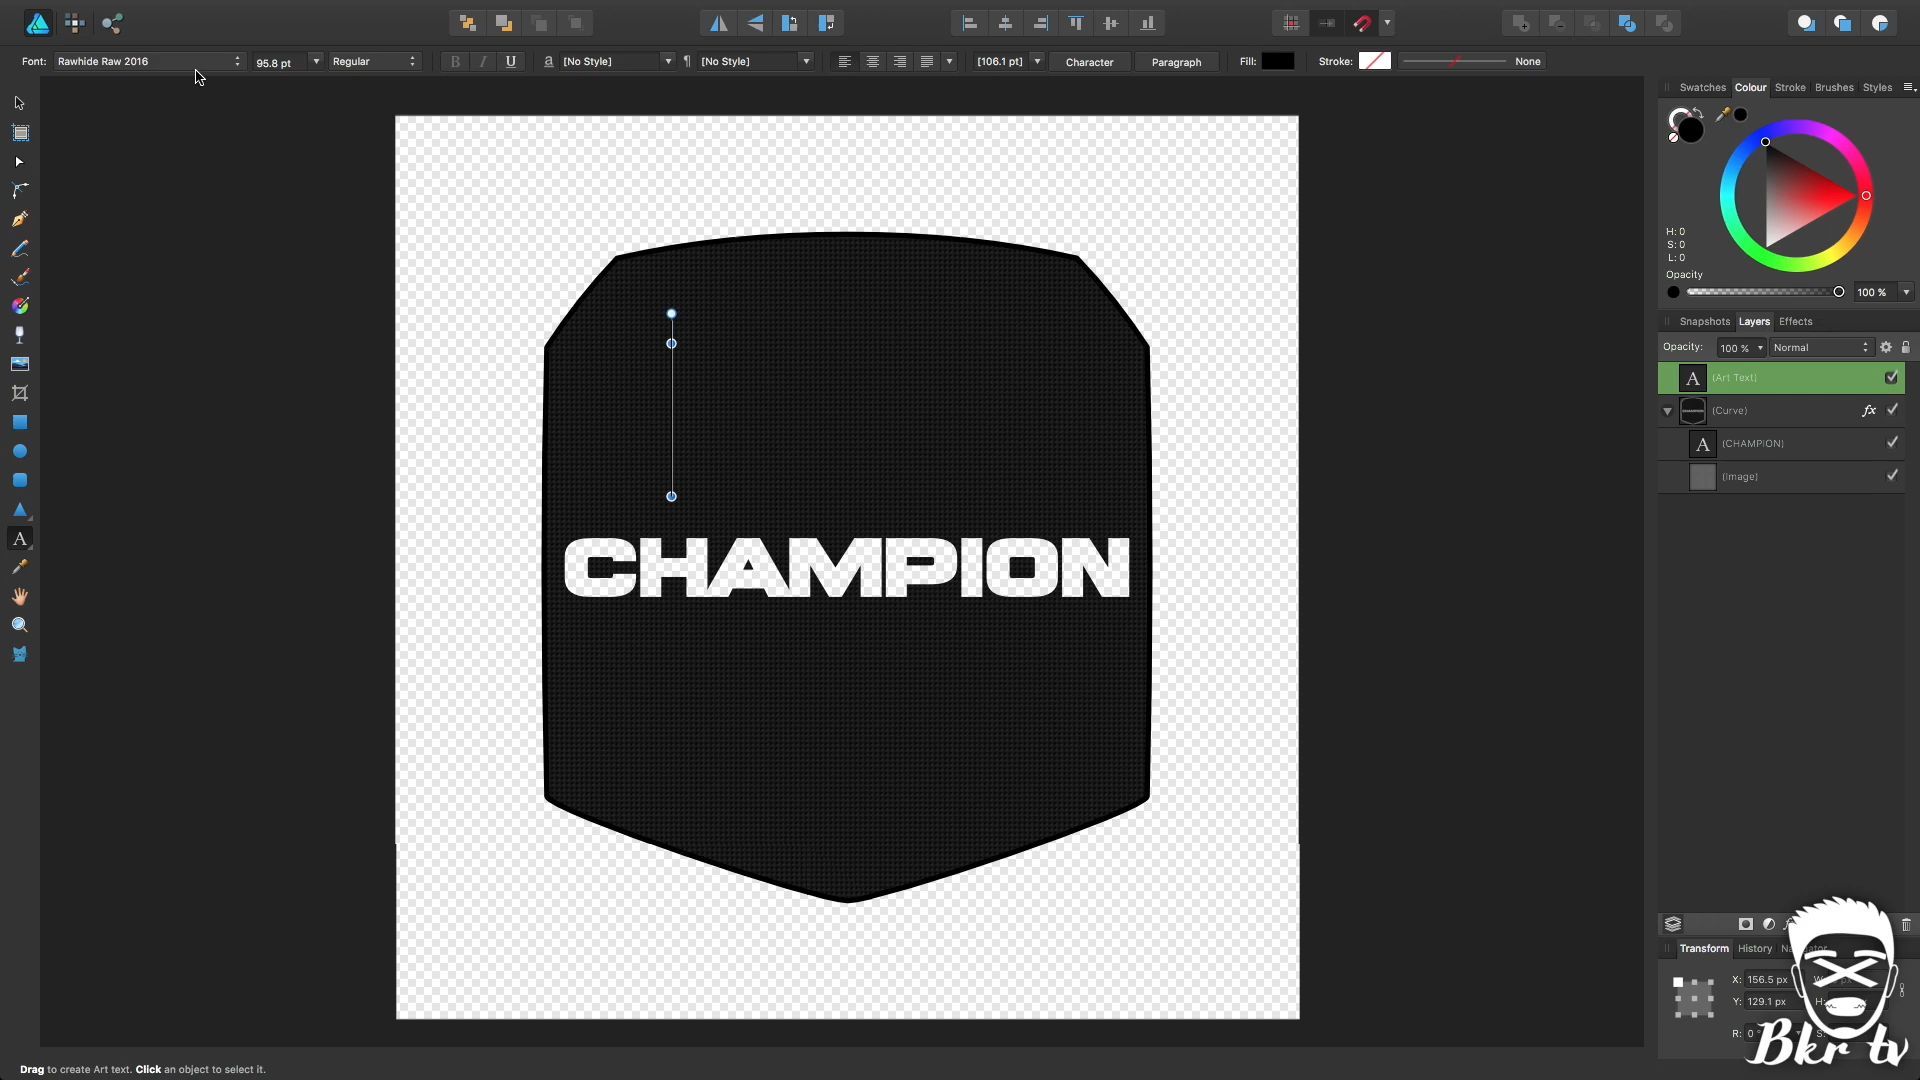 Font: Rawhide Raw 2016 95.8 pt Regular B I U a [No Style] ¶ [No Style] [106.1 pt] Character Paragraph Fill: Stroke: None
Swatches Colour Stroke Brushes Styles
H: 0
S: 0
L: 0
Opacity
100 %
Snapshots Layers Effects
Opacity: 100 % Normal
A (Art Text)
(Curve) fx
A (CHAMPION)
(Image)
CHAMPION
Transform History
X: 156.5 px
Y: 129.1 px H:
R: 0° S:
Bkr tv
Drag to create Art text. Click an object to select it.